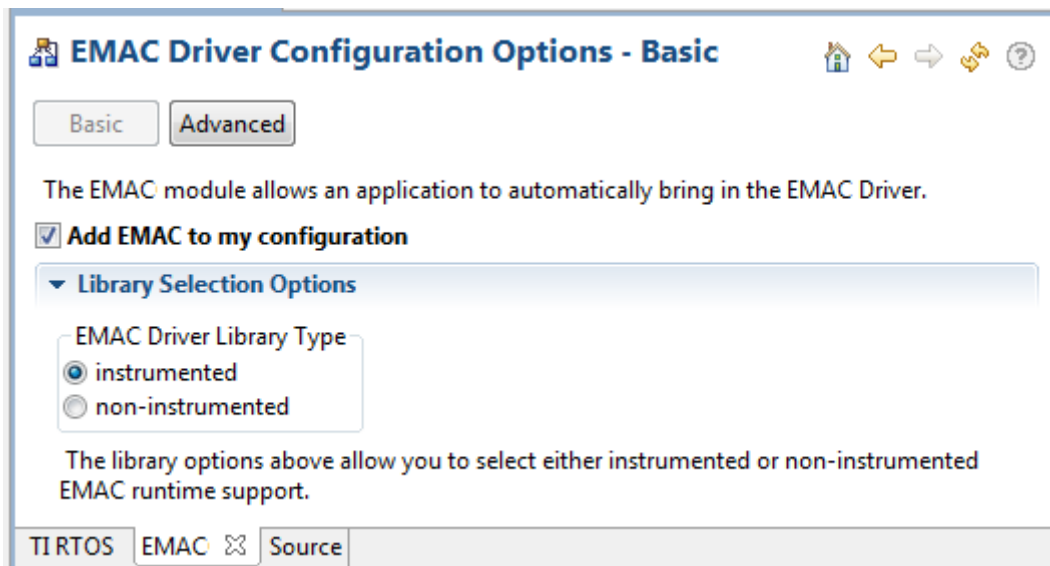 EMAC Driver Configuration Options - Basic
Basic Advanced
The EMAC module allows an application to automatically bring in the EMAC Driver.
Add EMAC to my configuration
Library Selection Options
EMAC Driver Library Type
instrumented
non-instrumented
The library options above allow you to select either instrumented or non-instrumented
EMAC runtime support.
TI RTOS EMAC Source